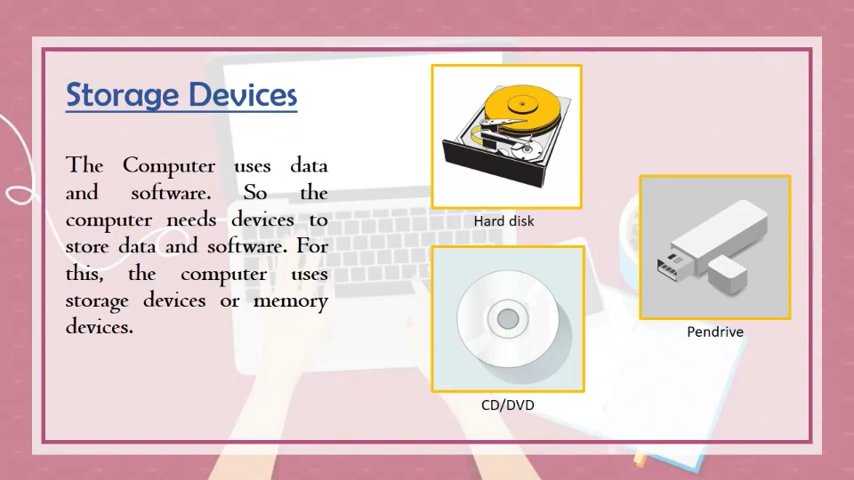 Storage Devices
The Computer uses data
and software. So the
computer needs devices to
store data and software. For
this, the computer uses
storage devices or memory
devices.
Hard disk
Pendrive
CD/DVD